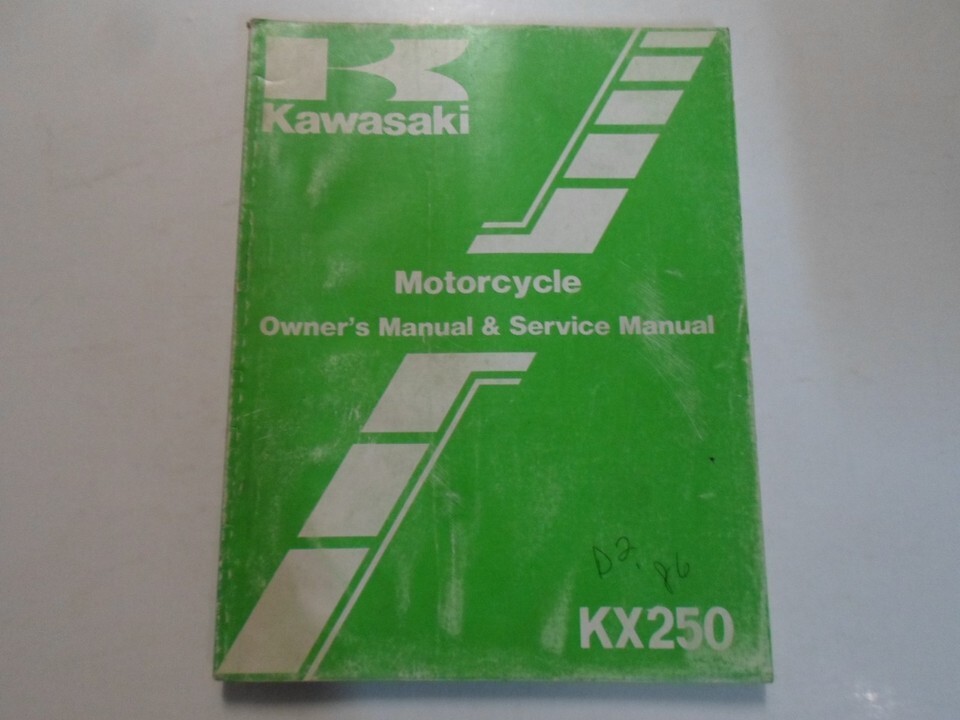 Kawasaki
Motorcycle
Owner's Manual & Service Manual
D2, 86
KX250